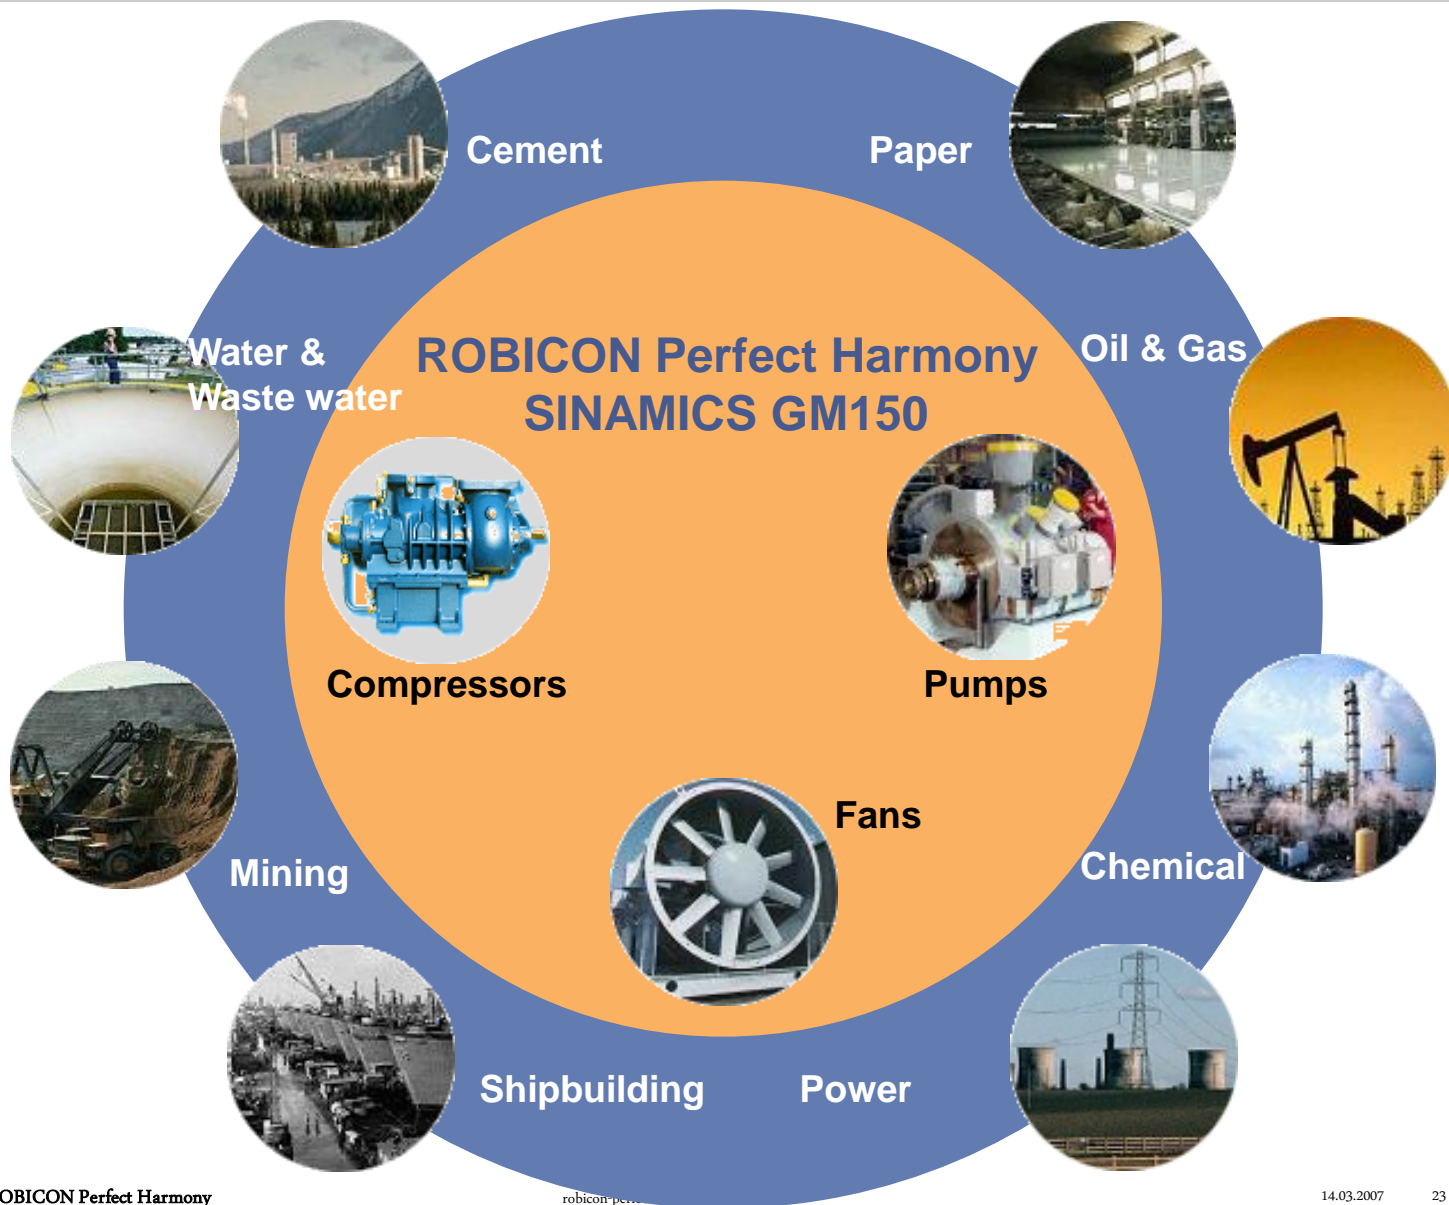 Cement
Paper
Water &
Waste water
ROBICON Perfect Harmony
SINAMICS GM150
Oil & Gas
Compressors
Pumps
Fans
Mining
Chemical
Shipbuilding
Power
OBICON Perfect Harmony
14.03.2007
23